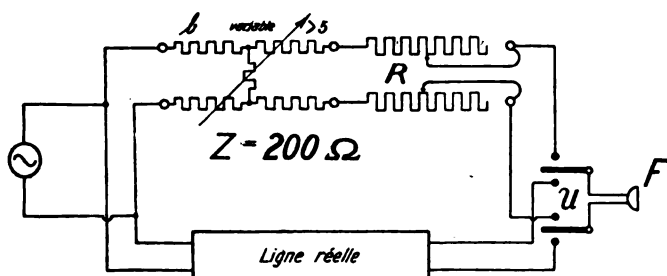 b variable >5
R
Z = 200 Ω
F
U
Ligne réelle